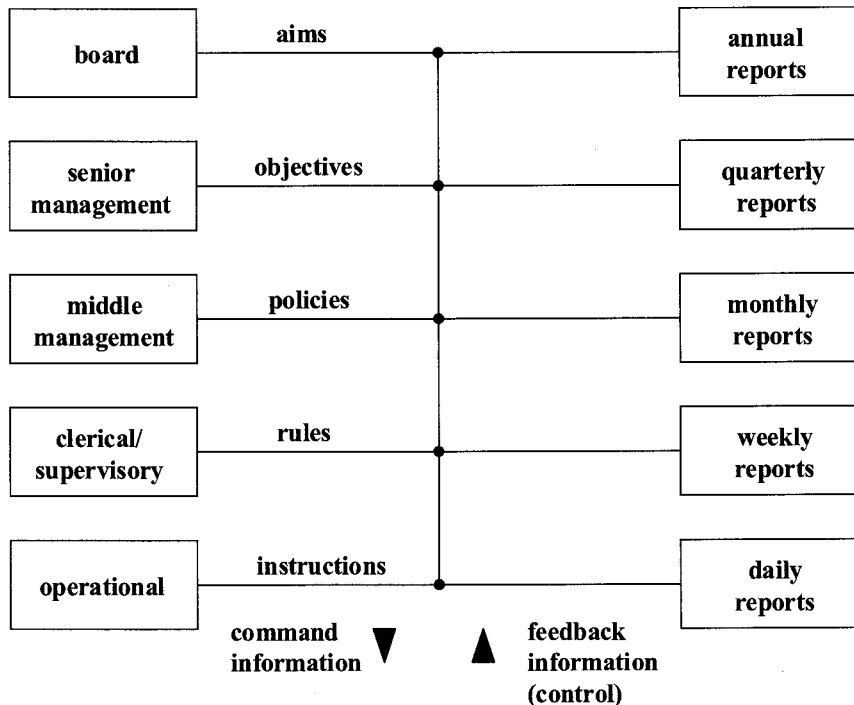 board
aims
annual
reports
senior
management
objectives
quarterly
reports
middle
management
policies
monthly
reports
clerical/
supervisory
rules
weekly
reports
operational
instructions
daily
reports
command
information
feedback
information
(control)